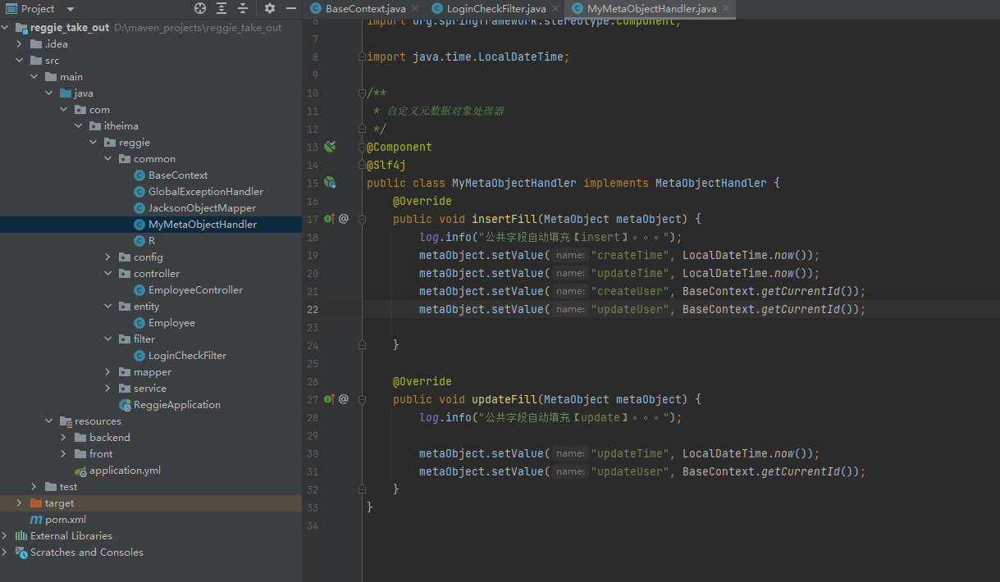 Project
reggie_take_out D:\maven_projects\reggie_take_out
.idea
src
main
java
com
itheima
reggie
common
BaseContext
GlobalExceptionHandler
JacksonObjectMapper
MyMetaObjectHandler
R
config
controller
EmployeeController
entity
Employee
filter
LoginCheckFilter
mapper
service
ReggieApplication
resources
backend
front
application.yml
test
target
pom.xml
External Libraries
Scratches and Consoles
BaseContext.java LoginCheckFilter.java MyMetaObjectHandler.java
6 import org.springframework.stereotype.Component;
7
8 import java.time.LocalDateTime;
9
10 /**
11 * 自定义元数据对象处理器
12 */
13 @Component
14 @Slf4j
15 public class MyMetaObjectHandler implements MetaObjectHandler {
16 @Override
17 public void insertFill(MetaObject metaObject) {
18 log.info("公共字段自动填充【insert】。。。");
19 metaObject.setValue( name: "createTime", LocalDateTime.now());
20 metaObject.setValue( name: "updateTime", LocalDateTime.now());
21 metaObject.setValue( name: "createUser", BaseContext.getCurrentId());
22 metaObject.setValue( name: "updateUser", BaseContext.getCurrentId());
23
24 }
25
26 @Override
27 public void updateFill(MetaObject metaObject) {
28 log.info("公共字段自动填充【update】。。。");
29
30 metaObject.setValue( name: "updateTime", LocalDateTime.now());
31 metaObject.setValue( name: "updateUser", BaseContext.getCurrentId());
32 }
33 }
34